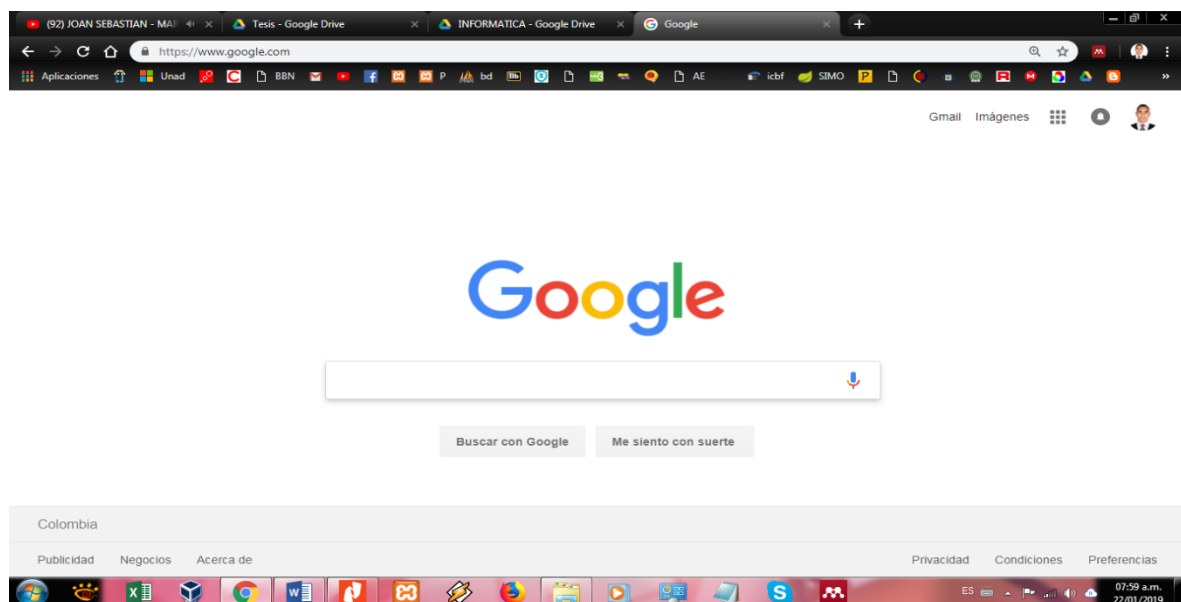 (92) JOAN SEBASTIAN - MAR
Tesis - Google Drive
INFORMATICA - Google Drive
Google
https://www.google.com
Aplicaciones
Unad
BBN
P
bd
AE
icbf
SIMO
Gmail
Imágenes
Google
Buscar con Google
Me siento con suerte
Colombia
Publicidad
Negocios
Acerca de
Privacidad
Condiciones
Preferencias
ES
07:59 a.m.
22/01/2019